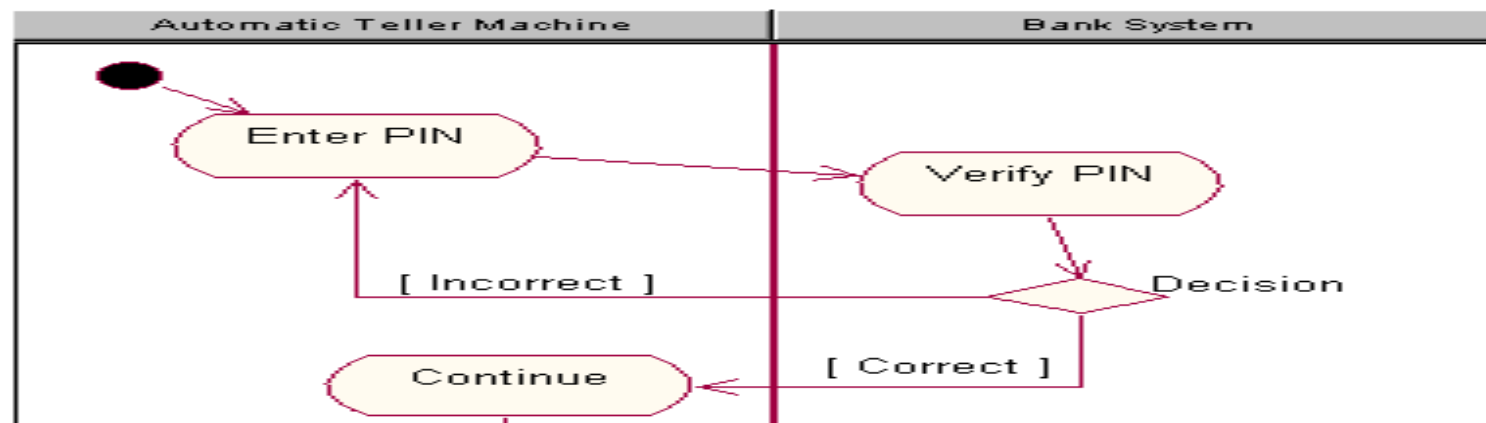 Automatic Teller Machine
Bank System
Enter PIN
Verify PIN
[ Incorrect ]
Decision
[ Correct ]
Continue